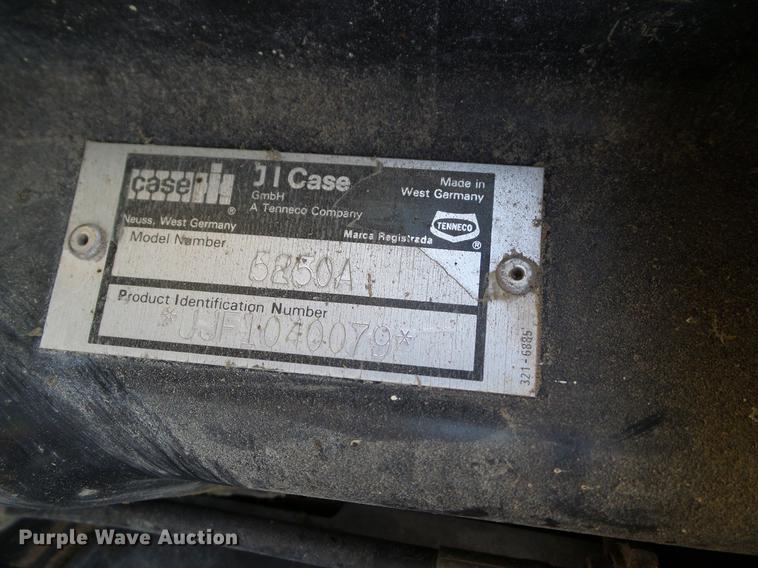 case IH
®
J I Case
GmbH
A Tenneco Company
Made in
West Germany
Neuss, West Germany
Marca Registrada
TENNECO
®
Model Number
Product Identification Number
*JJF1040079*
321-6885
Purple Wave Auction